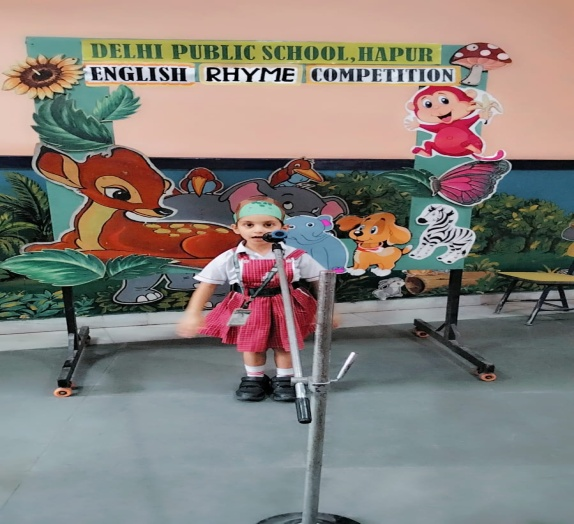 DELHI PUBLIC SCHOOL,HAPUR
ENGLISH RHYME COMPETITION